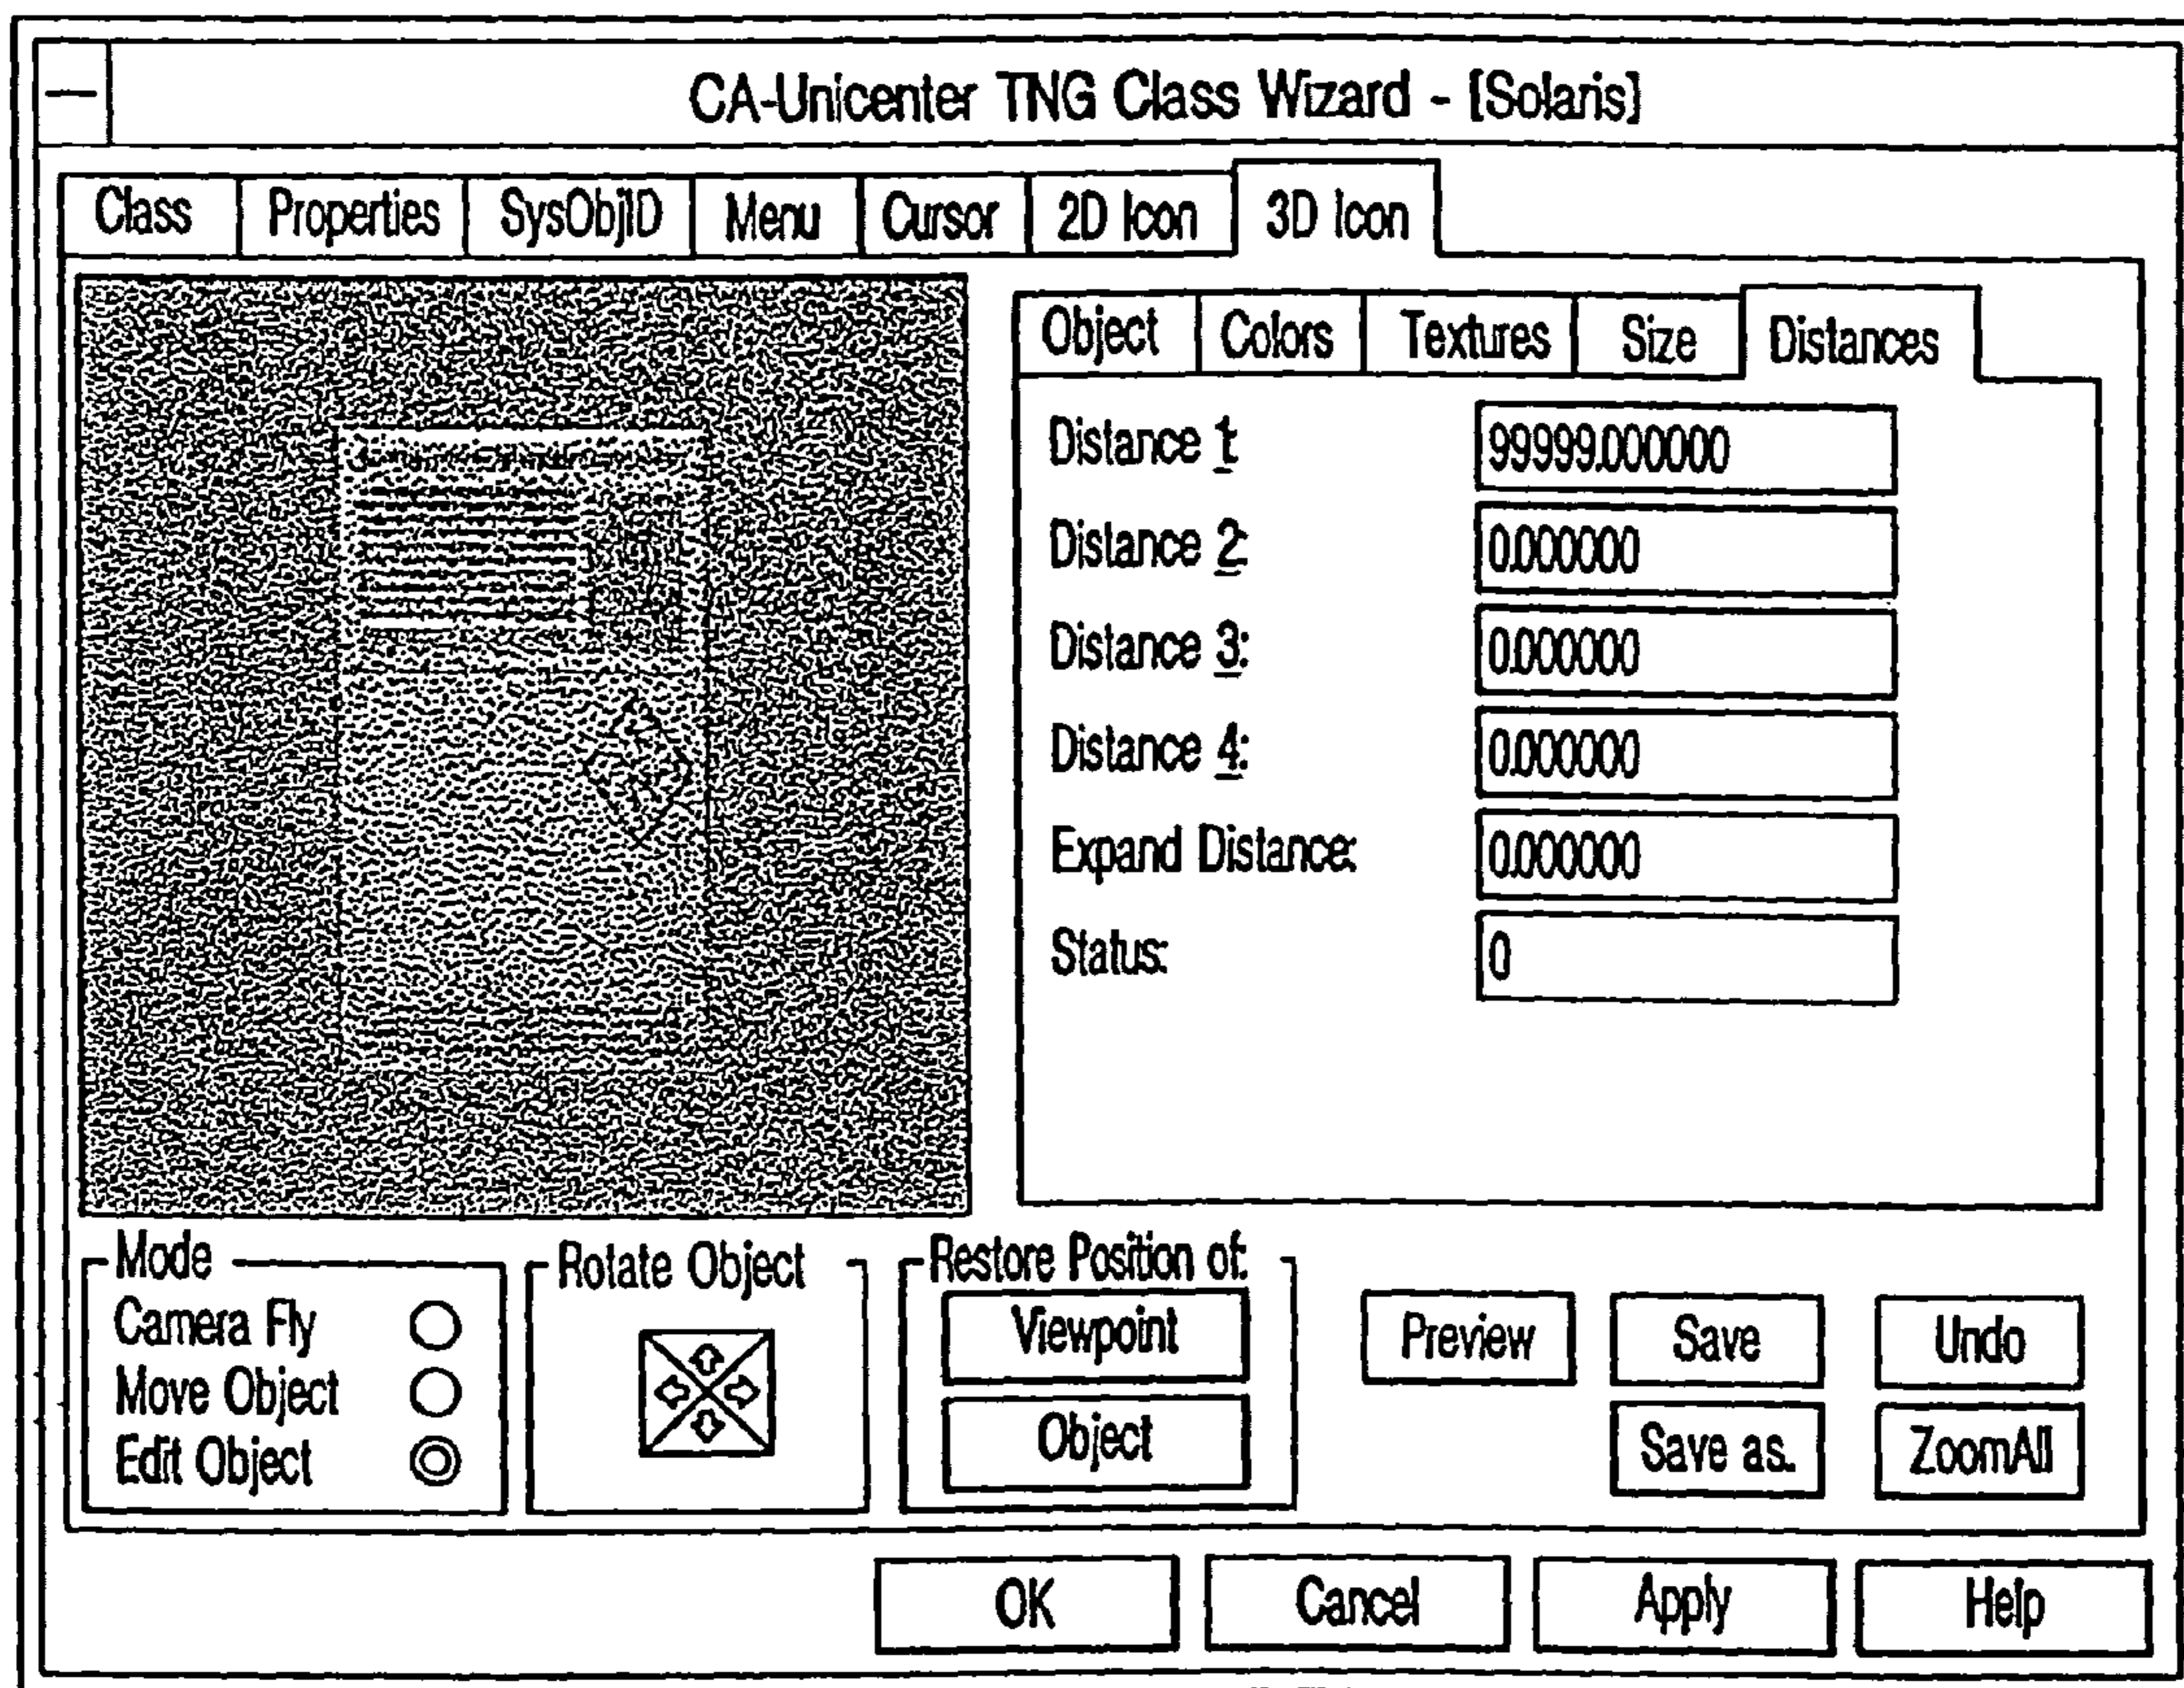 CA-Unicenter TNG Class Wizard - [Solaris]
Class Properties SysObjID Menu Cursor 2D Icon 3D Icon
Object Colors Textures Size Distances
Distance 1: 99999.000000
Distance 2: 0.000000
Distance 3: 0.000000
Distance 4: 0.000000
Expand Distance: 0.000000
Status: 0
Mode
Camera Fly
Move Object
Edit Object
Rotate Object
Restore Position of:
Viewpoint
Object
Preview Save Undo
Save as. ZoomAll
OK Cancel Apply Help